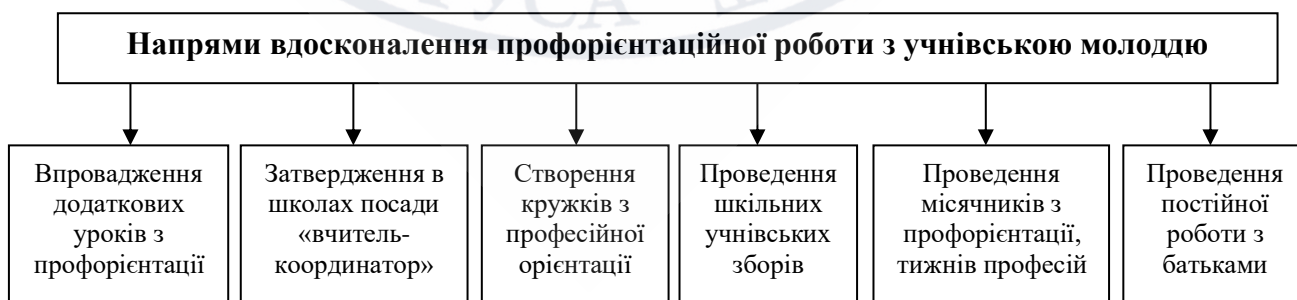 Напрями вдосконалення профорієнтаційної роботи з учнівською молоддю
Впровадження
додаткових
уроків з
профорієнтації
Затвердження в
школах посади
«вчитель-
координатор»
Створення
кружків з
професійної
орієнтації
Проведення
шкільних
учнівських
зборів
Проведення
місячників з
профорієнтації,
тижнів професій
Проведення
постійної
роботи з
батьками